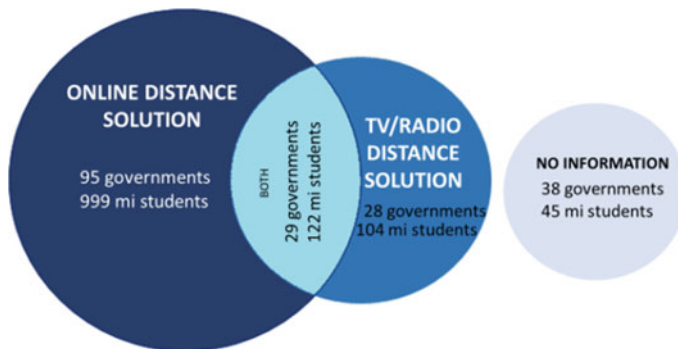 ONLINE DISTANCE
SOLUTION
95 governments
999 mi students
BOTH
29 governments
122 mi students
TV/RADIO
DISTANCE
SOLUTION
28 governments
104 mi students
NO INFORMATION
38 governments
45 mi students